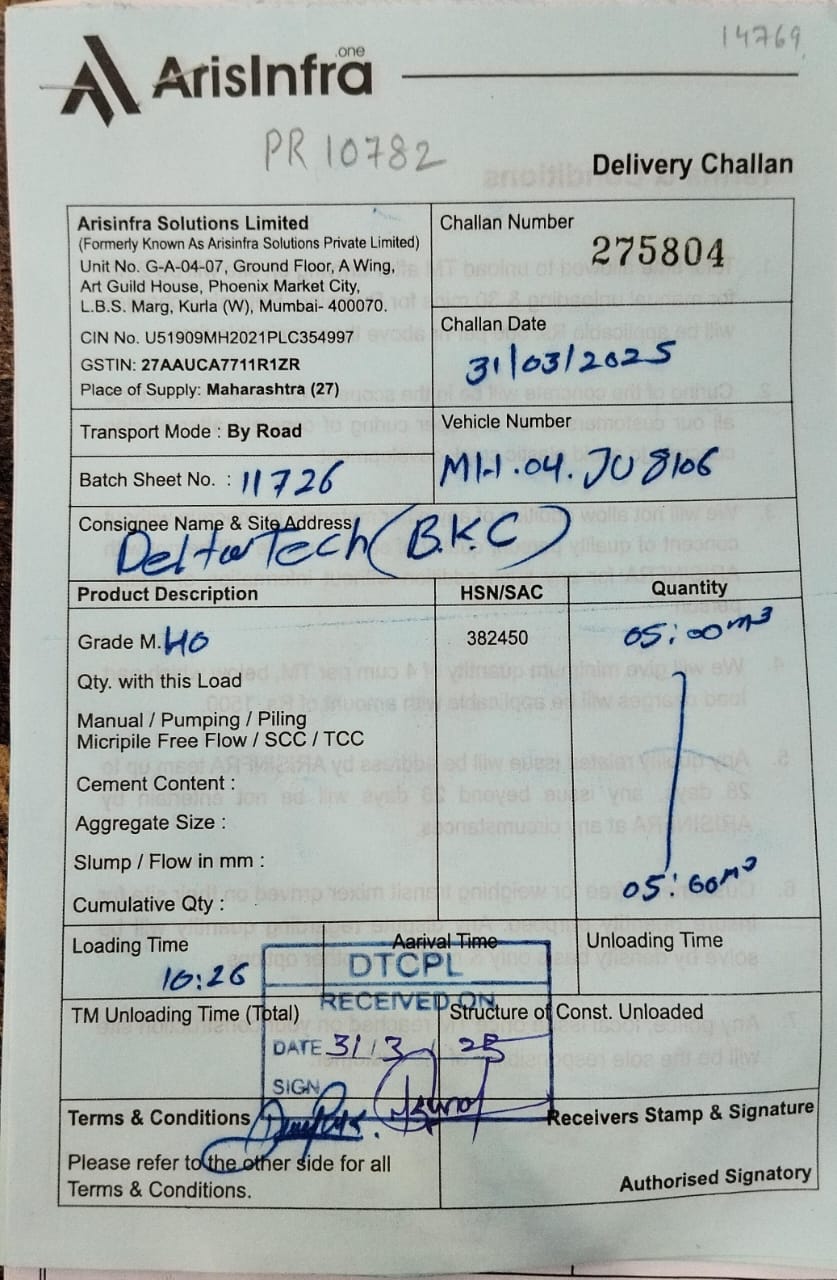 14769
.one
ArisInfra
PR 10782
Delivery Challan
Arisinfra Solutions Limited
(Formerly Known As Arisinfra Solutions Private Limited)
Unit No. G-A-04-07, Ground Floor, A Wing,
Art Guild House, Phoenix Market City,
L.B.S. Marg, Kurla (W), Mumbai- 400070.
CIN No. U51909MH2021PLC354997
GSTIN: 27AAUCA7711R1ZR
Place of Supply: Maharashtra (27)
Challan Number
275804
Challan Date
31/03/2025
Transport Mode : By Road
Vehicle Number
MH.04.JU 8106
Batch Sheet No. : 11726
Consignee Name & Site Address
DeltaTech (B.K.C)
Product Description HSN/SAC Quantity
Grade M. 40 382450 05:00m3
Qty. with this Load
Manual / Pumping / Piling
Micripile Free Flow / SCC / TCC
Cement Content :
Aggregate Size :
Slump / Flow in mm :
Cumulative Qty : 05:00m3
Loading Time Aarival Time Unloading Time
10:26
DTCPL
RECEIVED ON
TM Unloading Time (Total) Structure of Const. Unloaded
DATE 31/3/25
SIGN
Terms & Conditions Receivers Stamp & Signature
Please refer to the other side for all
Terms & Conditions.
Authorised Signatory